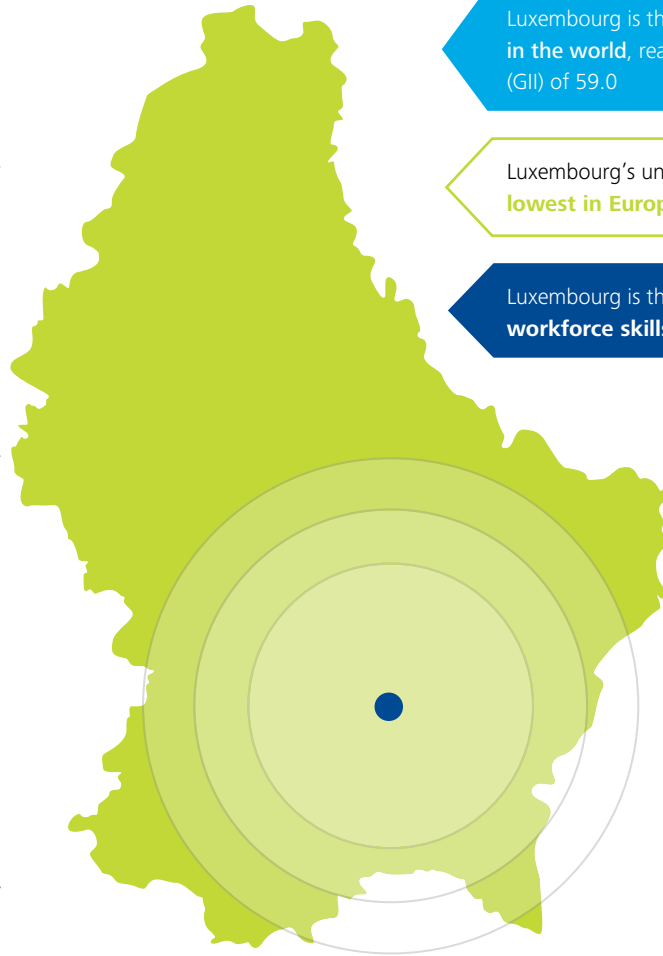 Luxembourg is th
in the world, rea
(GII) of 59.0
Luxembourg's un
lowest in Europ
Luxembourg is th
workforce skills